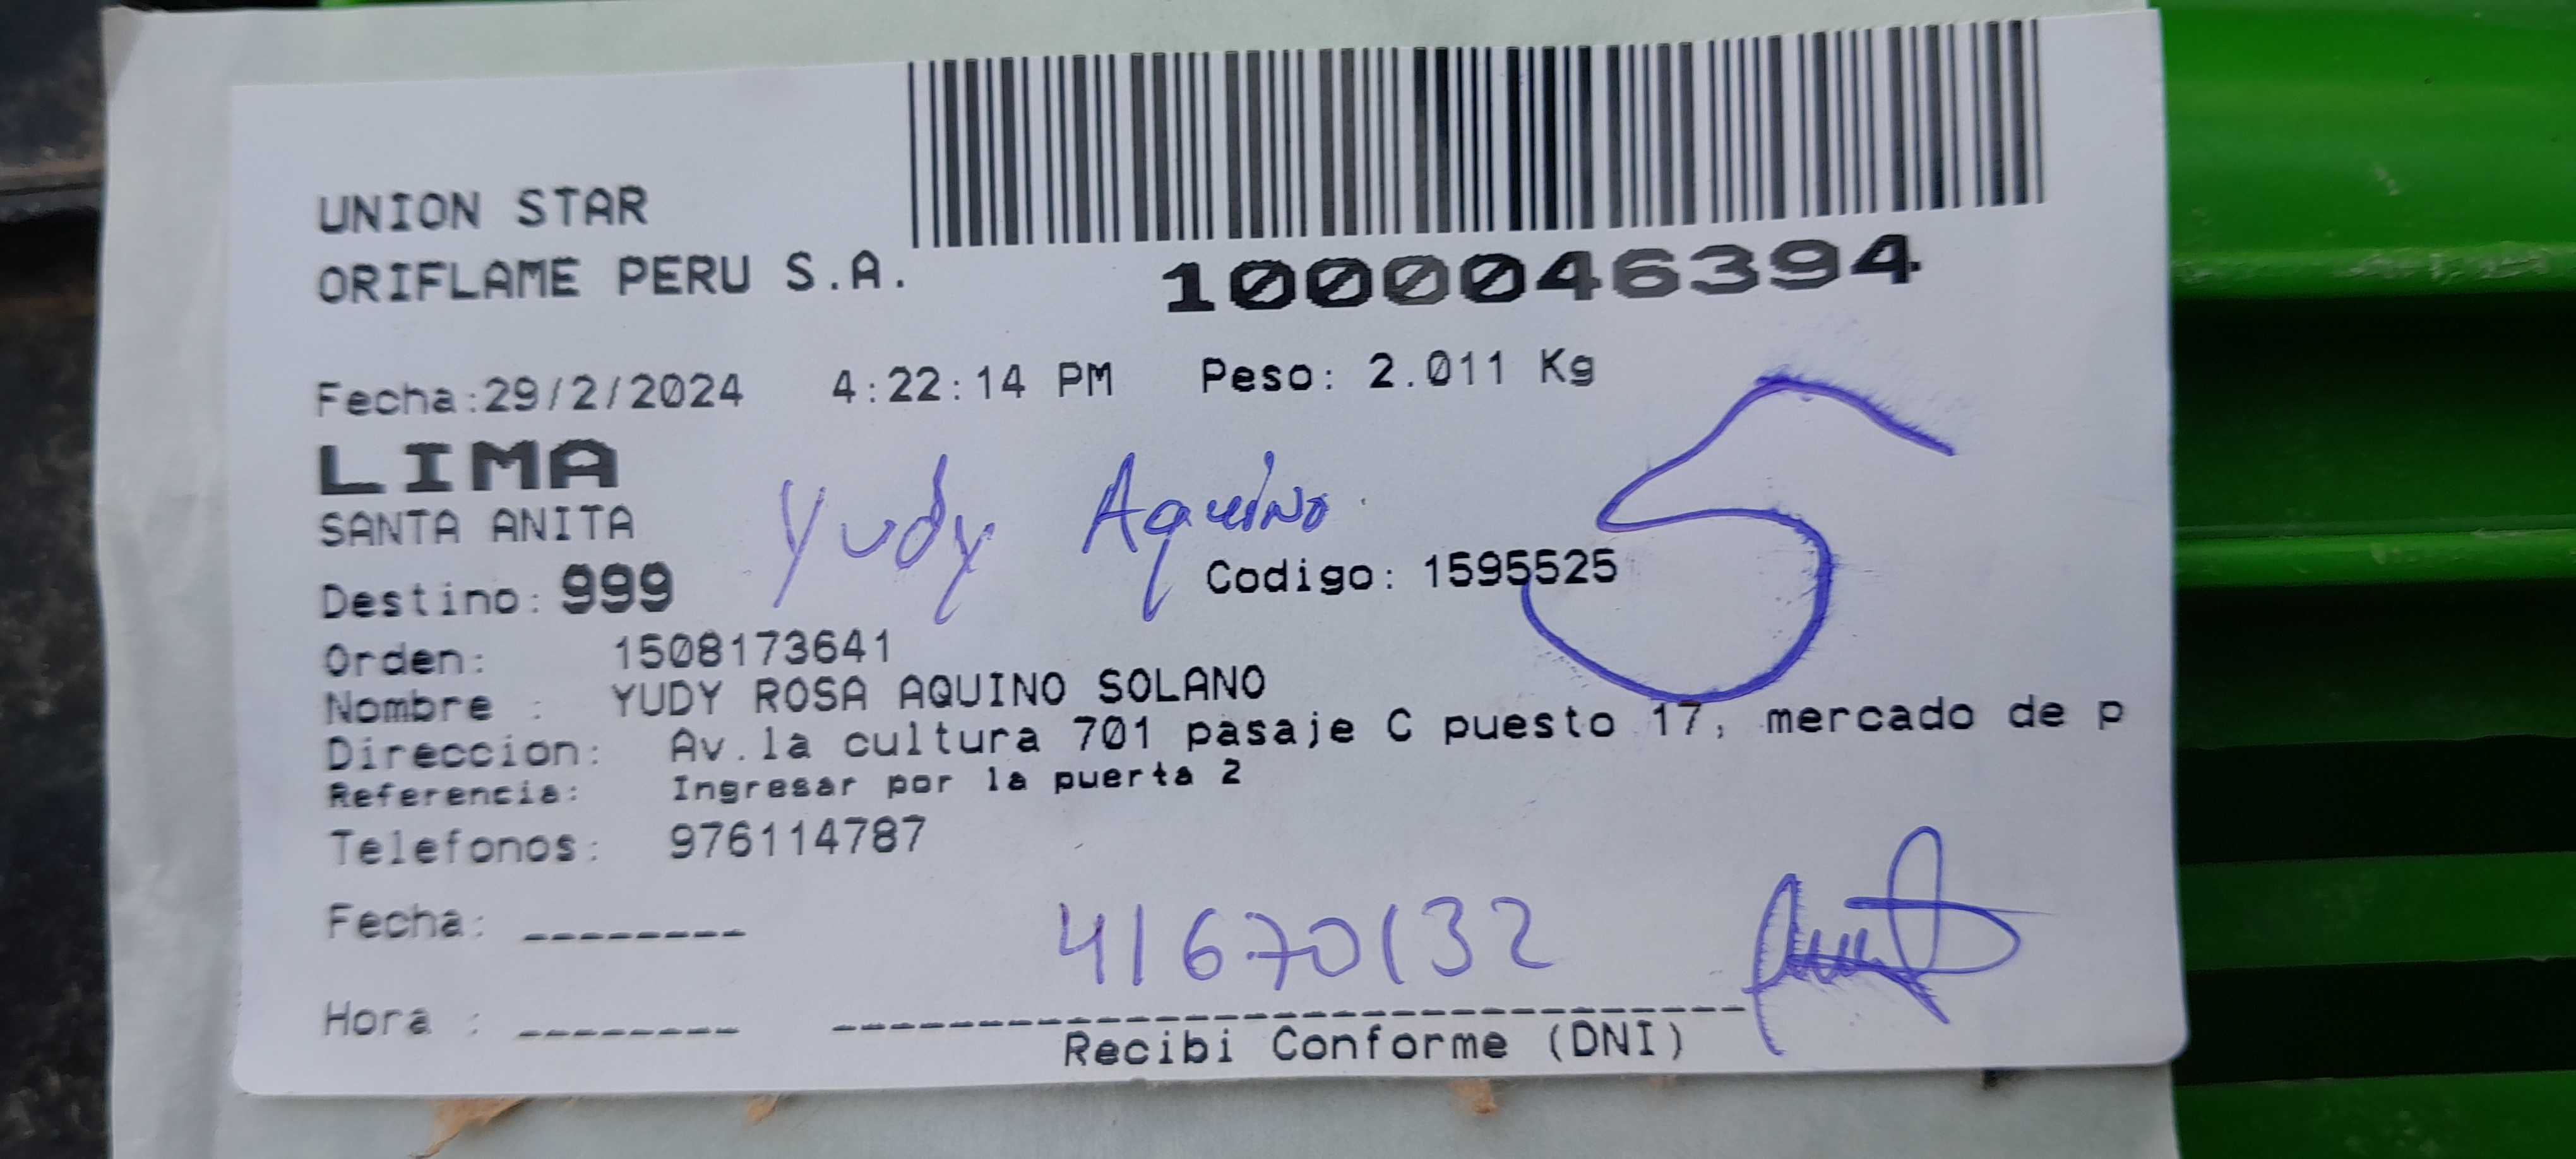 UNION STAR
ORIFLAME PERU S.A.
1000046394
Fecha:29/2/2024 4:22:14 PM Peso: 2.011 Kg
LIMA
SANTA ANITA
Yudy Aquino
5
Destino: 999 Codigo: 1595525
Orden: 1508173641
Nombre : YUDY ROSA AQUINO SOLANO
Direccion: Av.la cultura 701 pasaje C puesto 17, mercado de p
Referencia: Ingresar por la puerta 2
Telefonos: 976114787
Fecha: ________
41670132
Hora : ________
Recibi Conforme (DNI)